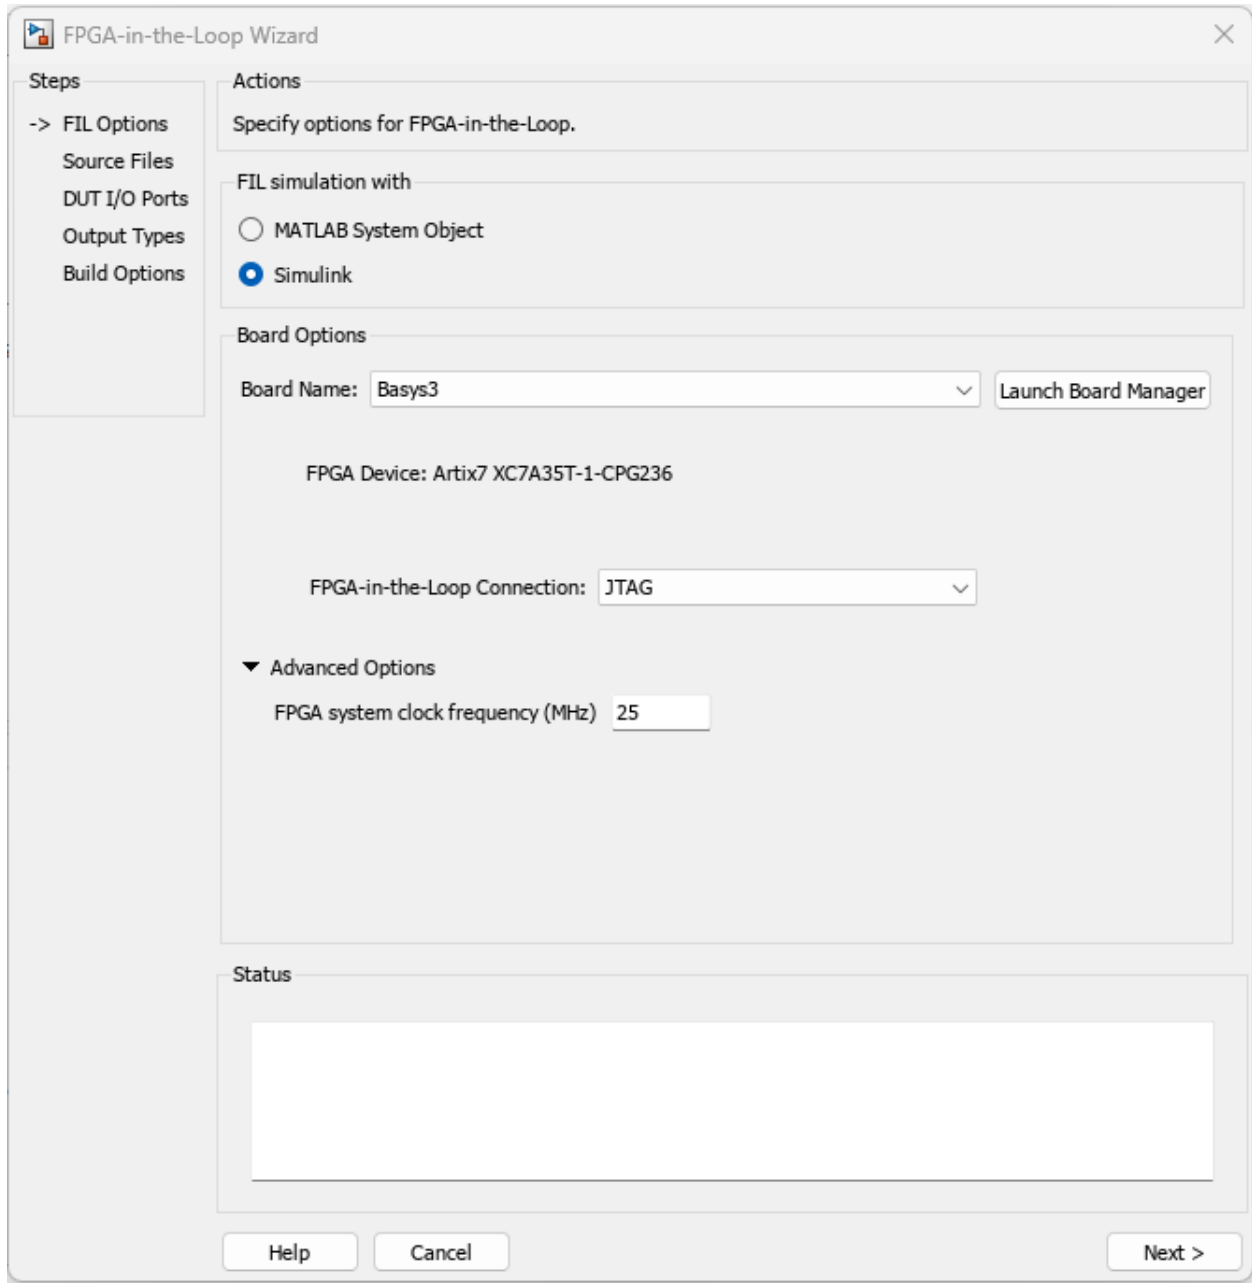 FPGA-in-the-Loop Wizard
Steps
-> FIL Options
Source Files
DUT I/O Ports
Output Types
Build Options
Actions
Specify options for FPGA-in-the-Loop.
FIL simulation with
MATLAB System Object
Simulink
Board Options
Board Name: Basys3 Launch Board Manager
FPGA Device: Artix7 XC7A35T-1-CPG236
FPGA-in-the-Loop Connection: JTAG
Advanced Options
FPGA system clock frequency (MHz) 25
Status
Help Cancel Next >